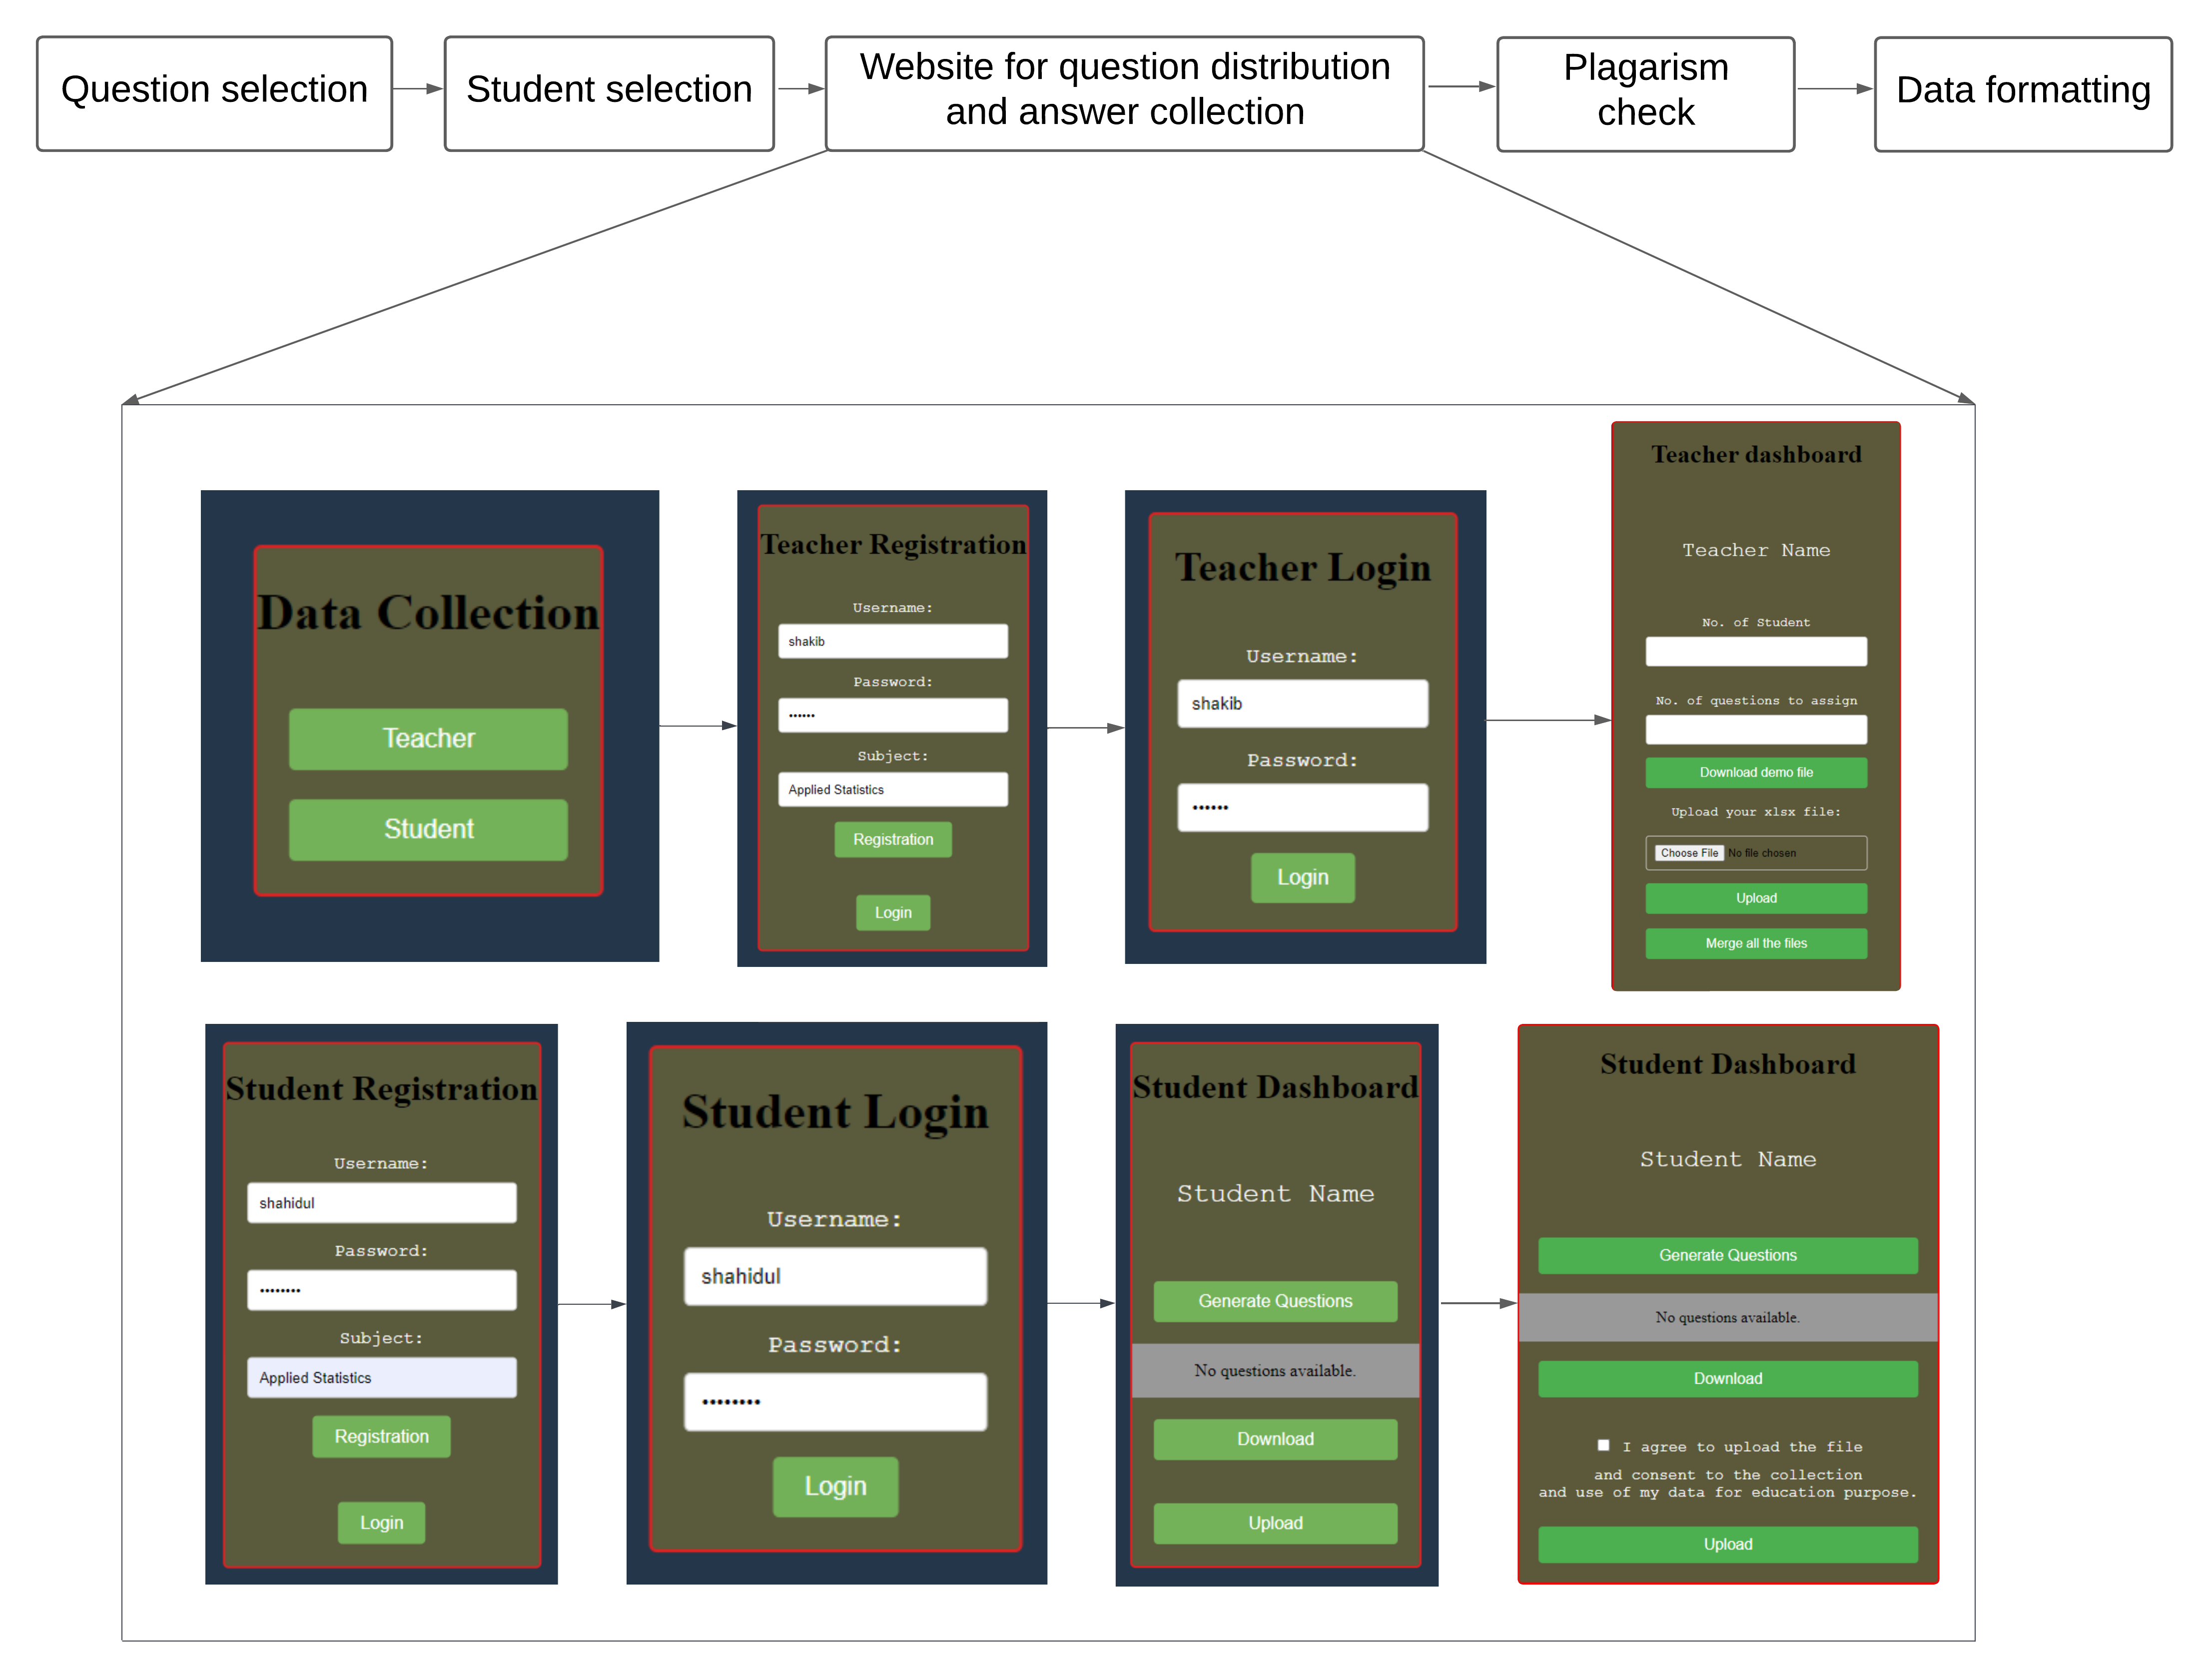 Question selection
Student selection
Website for question distribution
and answer collection
Plagarism
check
Data formatting
Data Collection
Teacher
Student
Teacher Registration
Username:
shakib
Password:
••••••
Subject:
Applied Statistics
Registration
Login
Teacher Login
Username:
shakib
Password:
••••••
Login
Teacher dashboard
Teacher Name
No. of Student
No. of questions to assign
Download demo file
Upload your xlsx file:
Choose File No file chosen
Upload
Merge all the files
Student Registration
Username:
shahidul
Password:
••••••••
Subject:
Applied Statistics
Registration
Login
Student Login
Username:
shahidul
Password:
••••••••
Login
Student Dashboard
Student Name
Generate Questions
No questions available.
Download
Upload
Student Dashboard
Student Name
Generate Questions
No questions available.
Download
I agree to upload the file
and consent to the collection
and use of my data for education purpose.
Upload